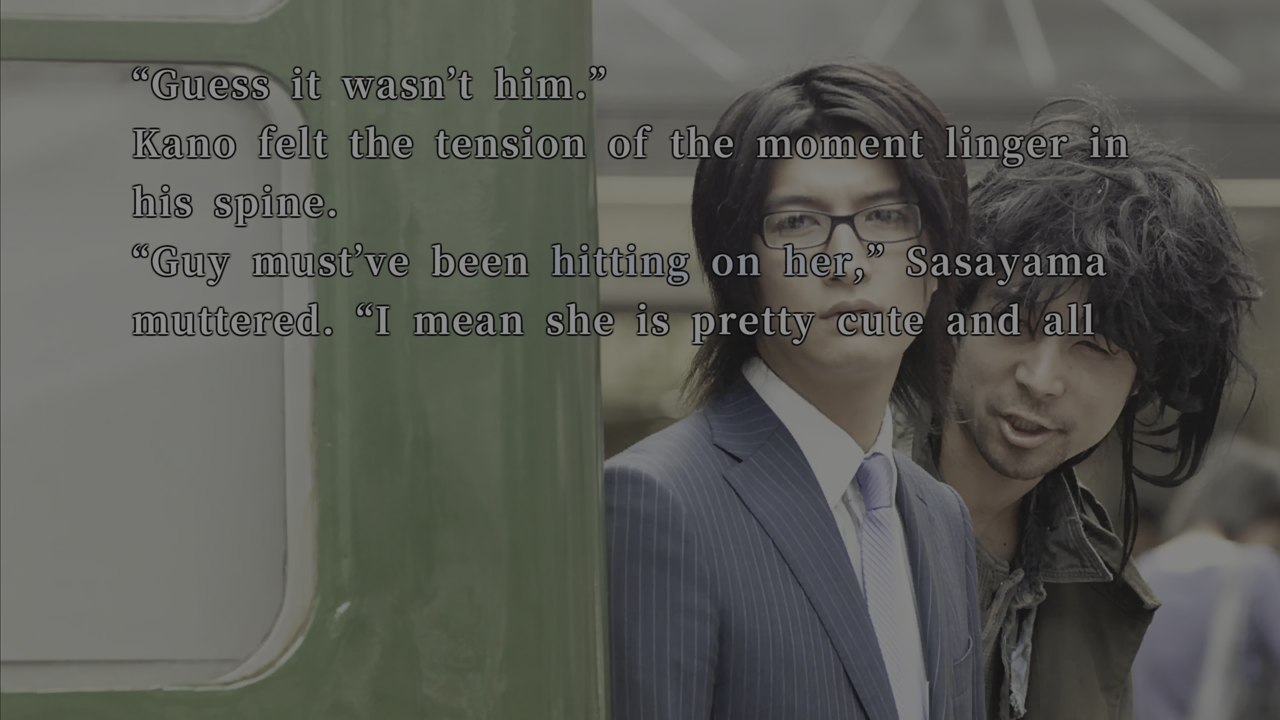 “Guess it wasn’t him.”
Kano felt the tension of the moment linger in
his spine.
“Guy must’ve been hitting on her,” Sasayama
muttered. “I mean she is pretty cute and all